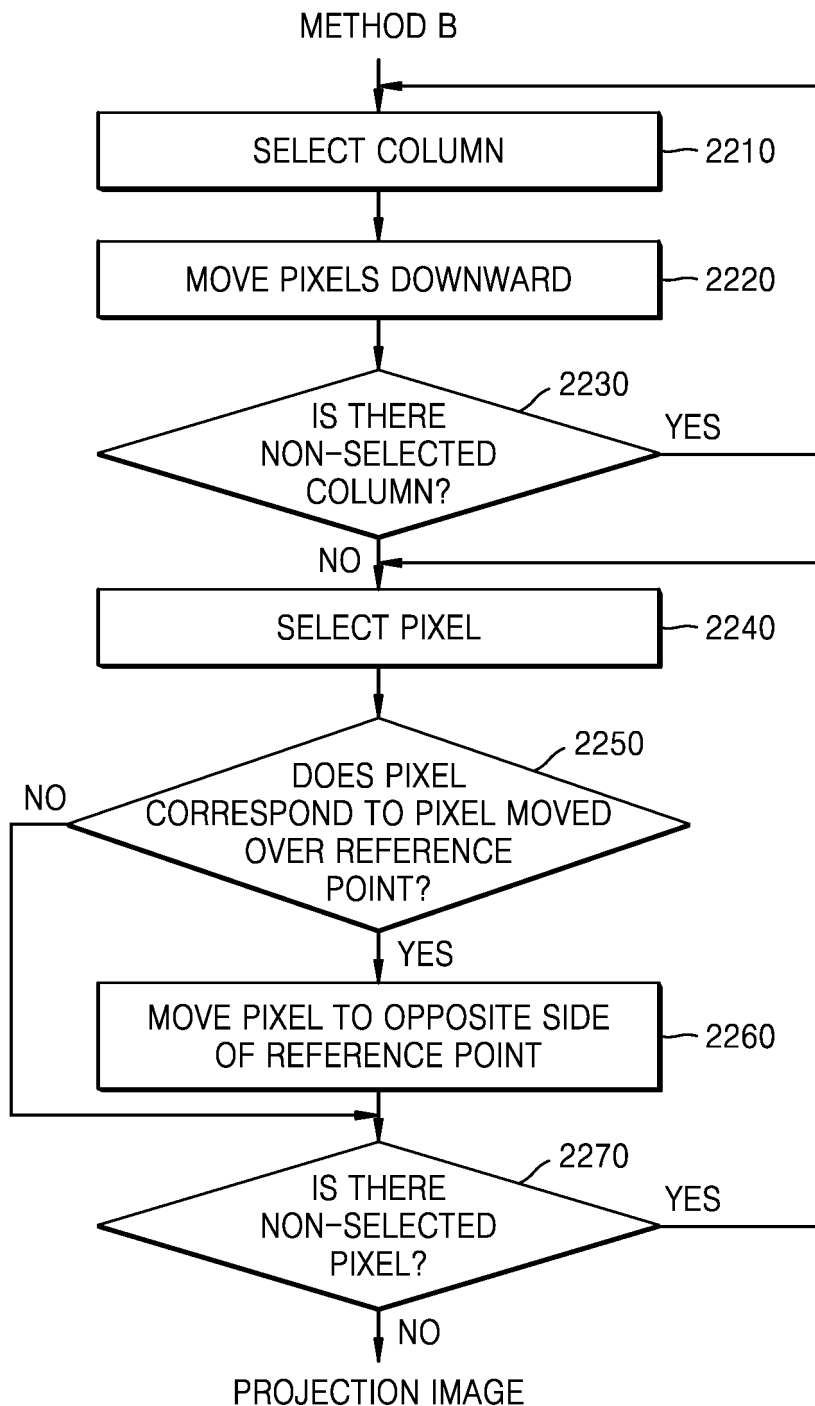 METHOD B
SELECT COLUMN
2210
MOVE PIXELS DOWNWARD
2220
2230
IS THERE
NON-SELECTED
COLUMN?
YES
NO
SELECT PIXEL
2240
2250
DOES PIXEL
CORRESPOND TO PIXEL MOVED
OVER REFERENCE
POINT?
NO
YES
MOVE PIXEL TO OPPOSITE SIDE
OF REFERENCE POINT
2260
2270
IS THERE
NON-SELECTED
PIXEL?
YES
NO
PROJECTION IMAGE